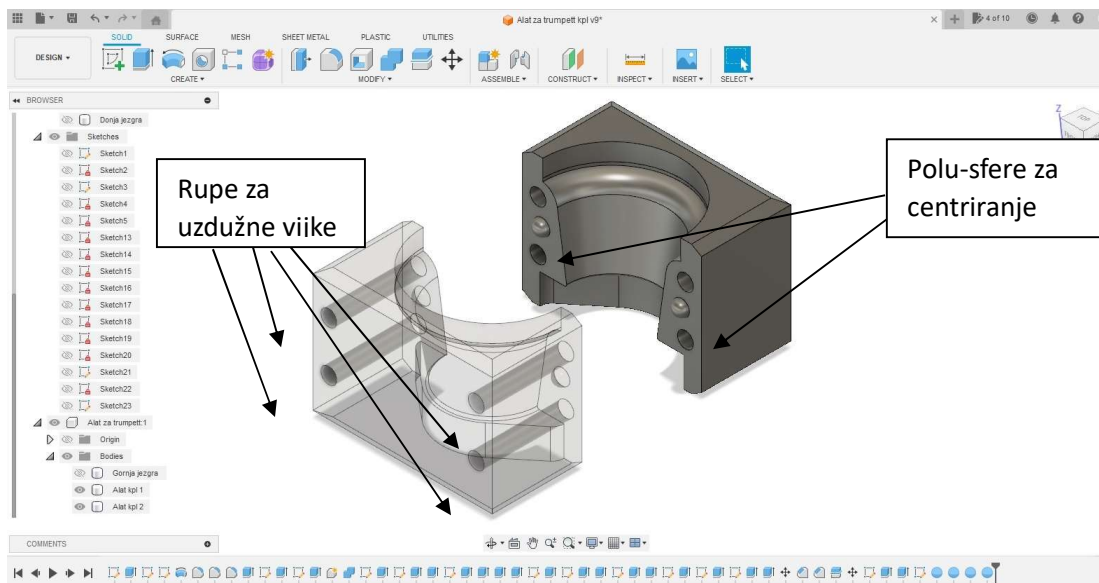 Alat za trumpett kpl v9*
4 of 10
DESIGN
SOLID
SURFACE
MESH
SHEET METAL
PLASTIC
UTILITIES
CREATE
MODIFY
ASSEMBLE
CONSTRUCT
INSPECT
INSERT
SELECT
BROWSER
Donja jezgra
Sketches
Sketch1
Sketch2
Sketch3
Sketch4
Sketch5
Sketch13
Sketch14
Sketch15
Sketch16
Sketch17
Sketch18
Sketch19
Sketch20
Sketch21
Sketch22
Sketch23
Alat za trumpett:1
Origin
Bodies
Gornja jezgra
Alat kpl 1
Alat kpl 2
Rupe za
uzdužne vijke
Polu-sfere za
centriranje
Z
TOP
COMMENTS